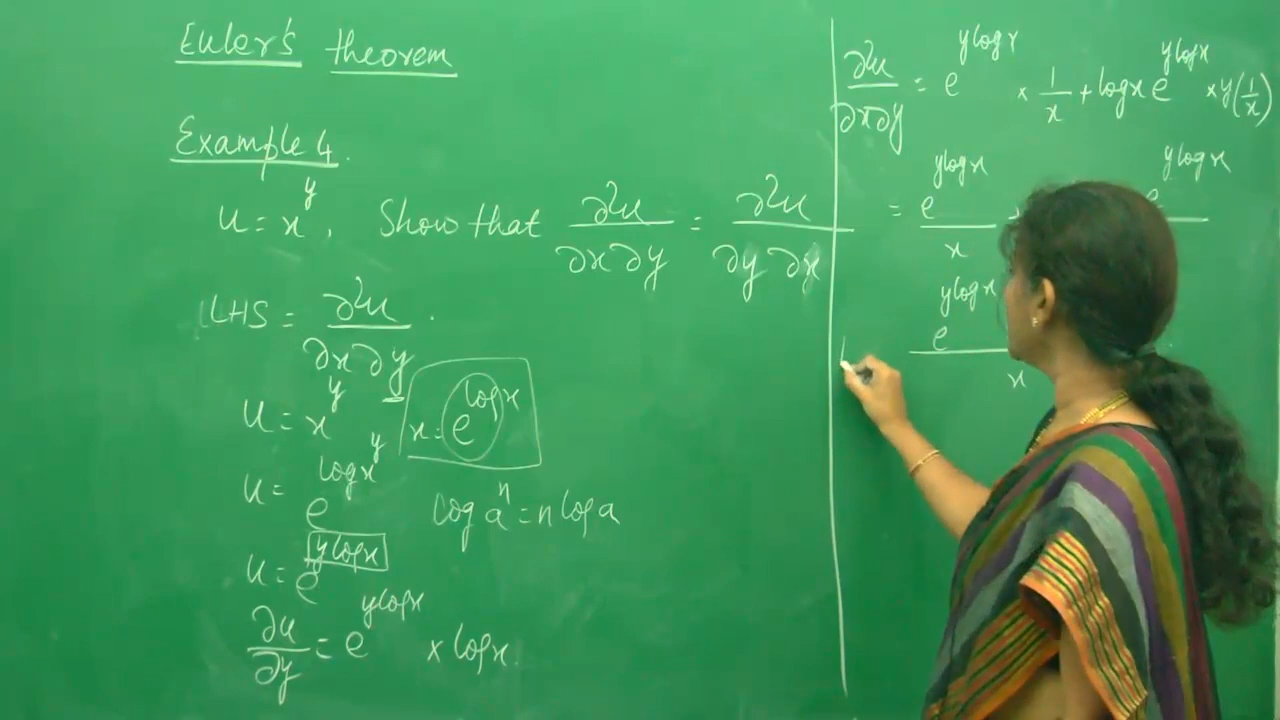 Euler's theorem
Example 4.
u = x^y, Show that ∂²u/∂x∂y = ∂²u/∂y∂x
LHS = ∂²u/∂x∂y.
u = x^y
x = e^{log x}
u = e^{log x^y}
log a^n = n log a
u = e^{y log x}
∂u/∂y = e^{y log x} × log x.
∂²u/∂x∂y = e^{y log x} × 1/x + log x e^{y log x} × y(1/x)
= e^{y log x}/x e^{y log x}
e^{y log x} / x